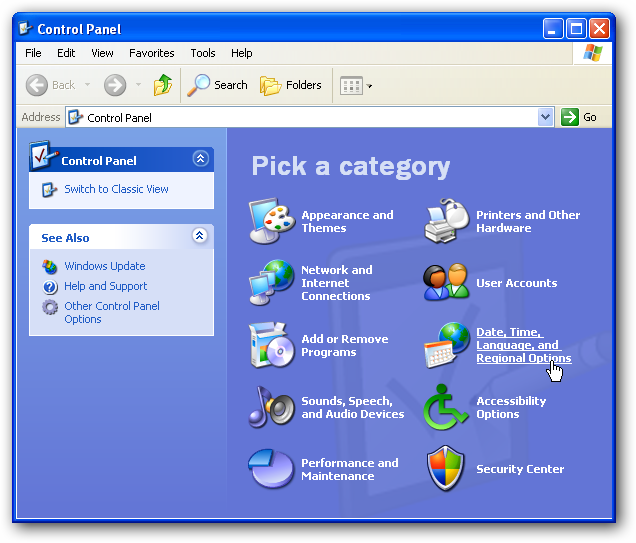 Control Panel
File Edit View Favorites Tools Help
Back Search Folders
Address Control Panel Go
Control Panel
Switch to Classic View
See Also
Windows Update
Help and Support
Other Control Panel
Options
Pick a category
Appearance and
Themes
Printers and Other
Hardware
Network and
Internet
Connections
User Accounts
Add or Remove
Programs
Date, Time,
Language, and
Regional Options
Sounds, Speech,
and Audio Devices
Accessibility
Options
Performance and
Maintenance
Security Center